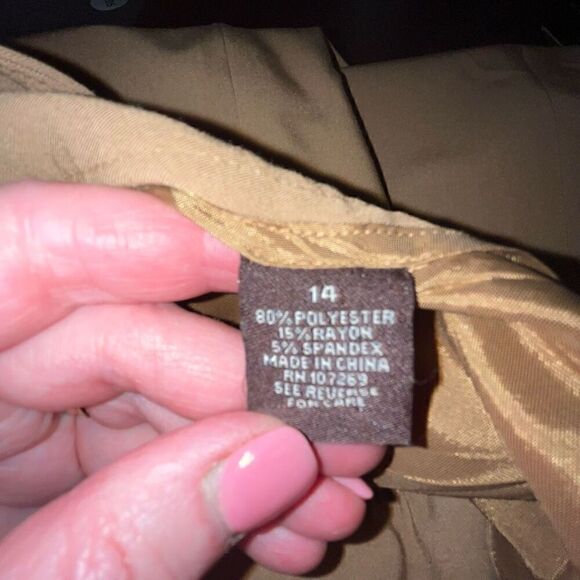 14
80% POLYESTER
15% RAYON
5% SPANDEX
MADE IN CHINA
RN 107269
SEE REVERSE
FOR CARE